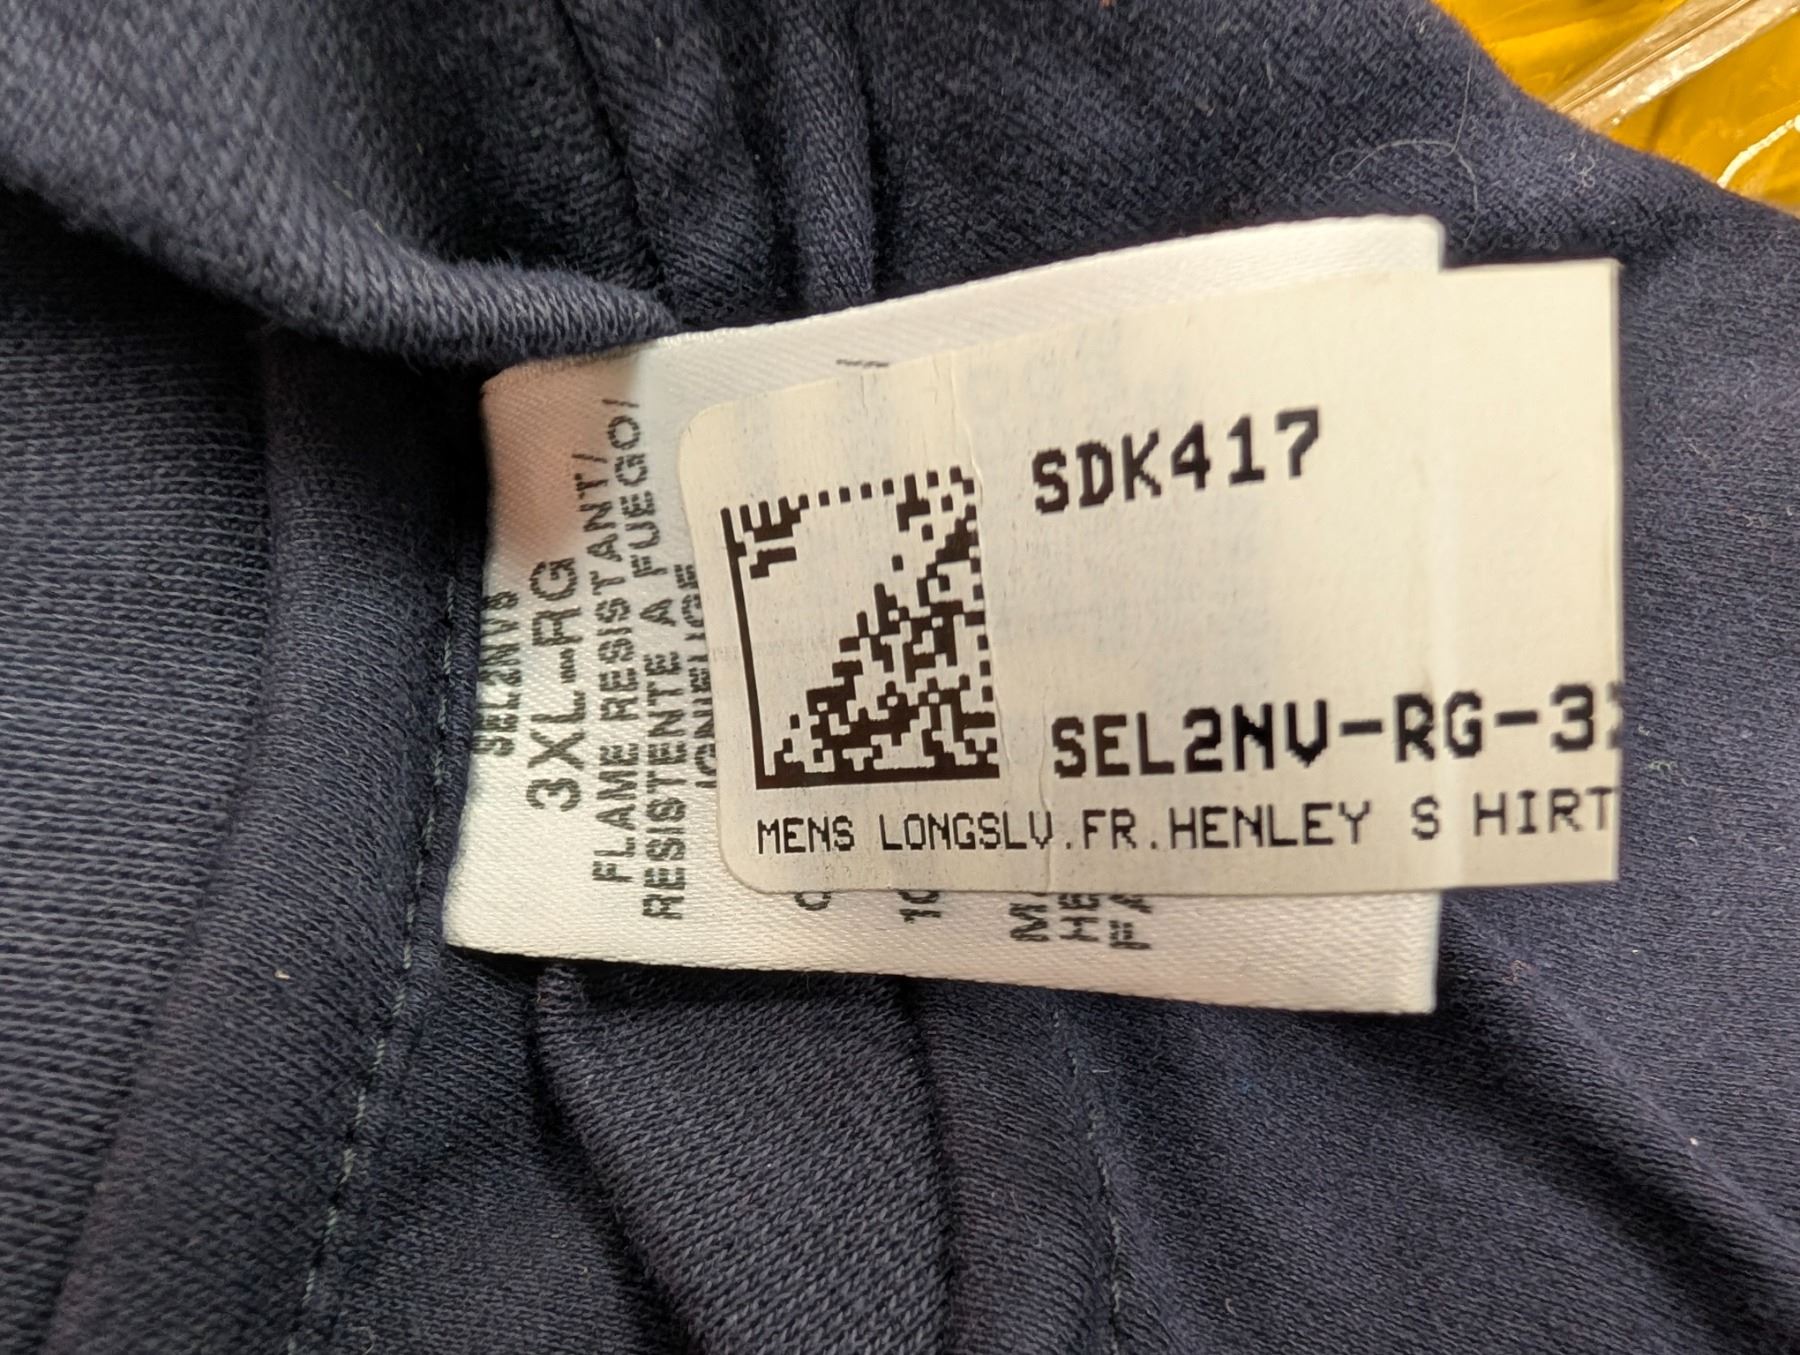 SDK417
SEL2NV-RG-3
MENS LONGSLV.FR.HENLEY S HIRT
SEL2NV8
3XL-RG
FLAME RESISTANT/
RESISTENTE A FUEGO/